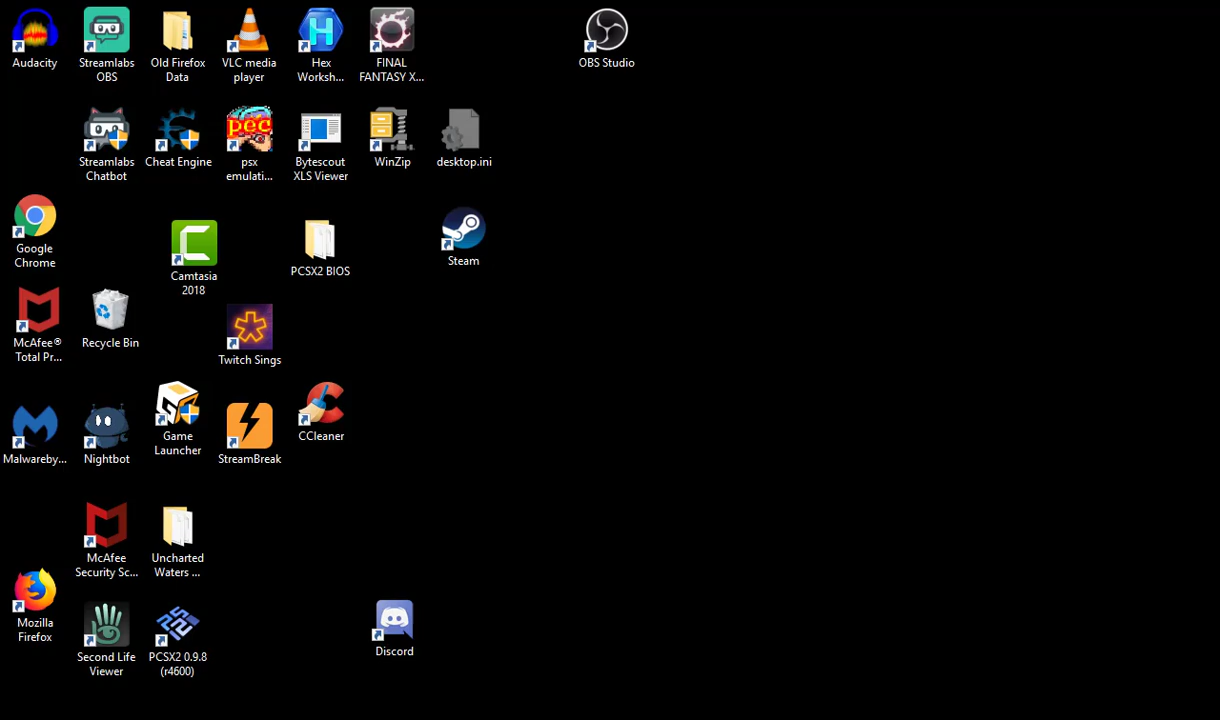 Audacity
Streamlabs
OBS
Old Firefox
Data
VLC media
player
Hex
Worksh...
FINAL
FANTASY X...
OBS Studio
Streamlabs
Chatbot
Cheat Engine
pec
psx
emulati...
Bytescout
XLS Viewer
WinZip
desktop.ini
Google
Chrome
Camtasia
2018
PCSX2 BIOS
Steam
McAfee®
Total Pr...
Recycle Bin
Twitch Sings
Malwareby...
Nightbot
Game
Launcher
StreamBreak
CCleaner
McAfee
Security Sc...
Uncharted
Waters ...
Mozilla
Firefox
Second Life
Viewer
PCSX2 0.9.8
(r4600)
Discord